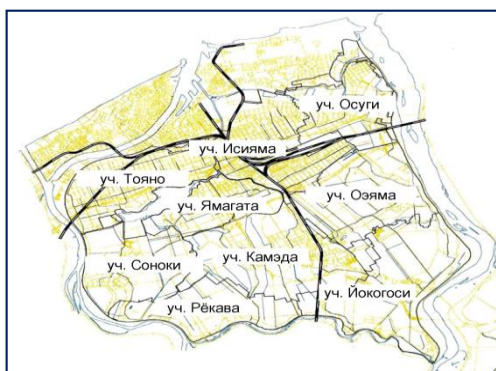 уч. Осуги
уч. Исияма
уч. Тояно
уч. Оэяма
уч. Ямагата
уч. Соноки
уч. Камэда
уч. Йокогоси
уч. Рёкава